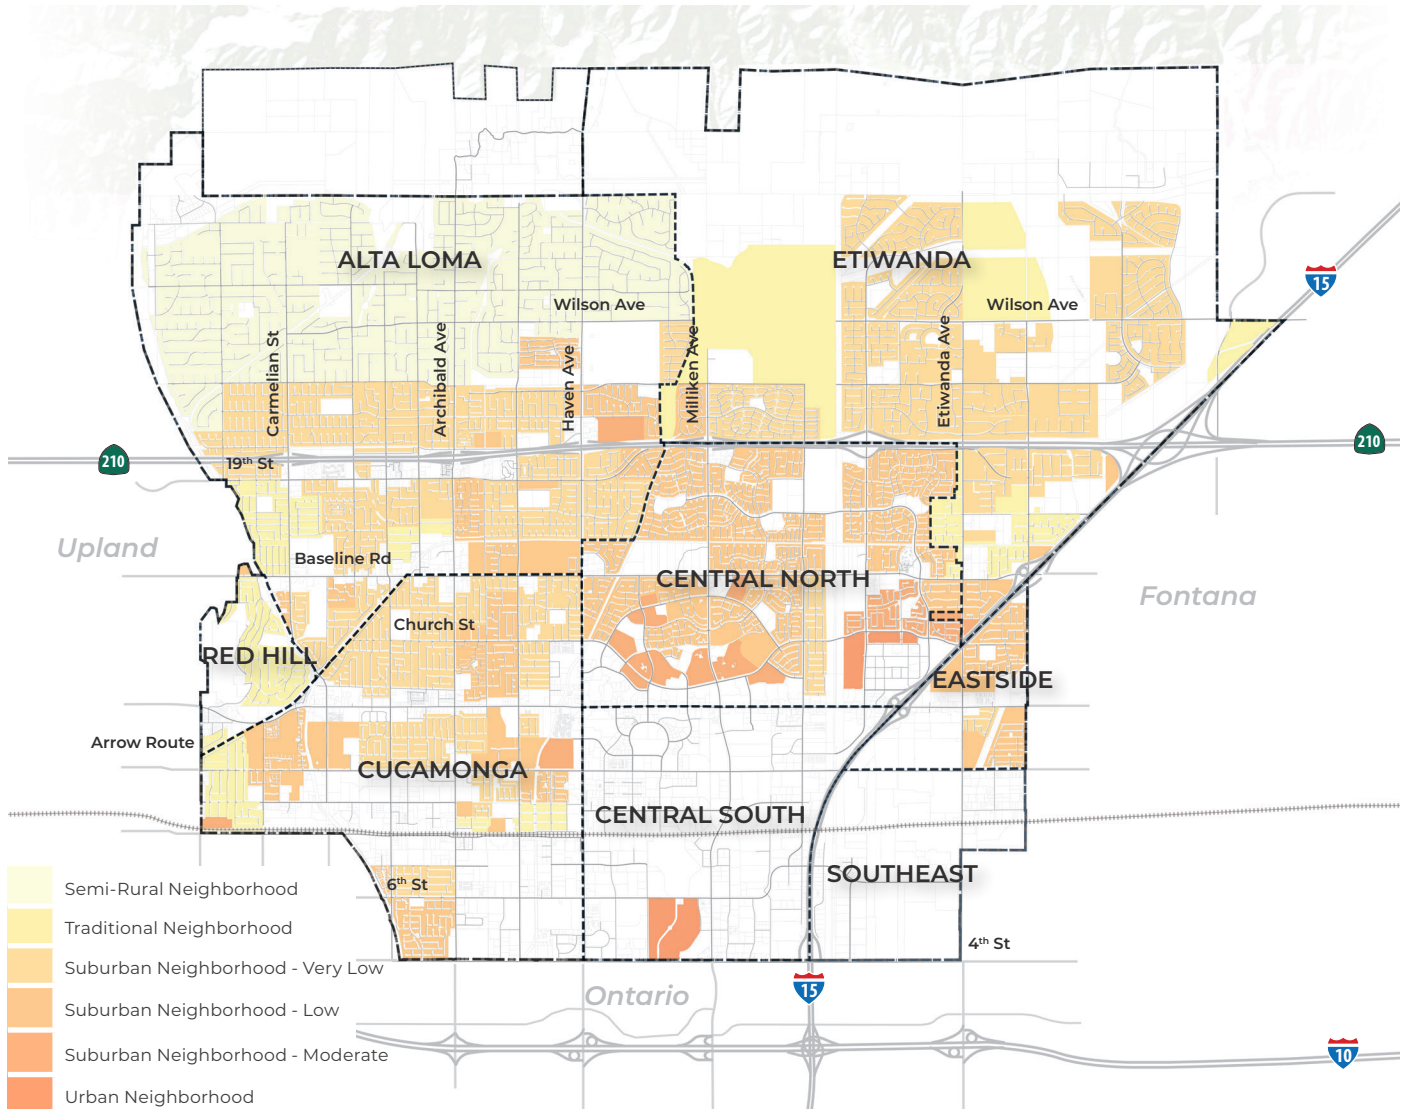 ALTA LOMA
ETIWANDA
15
Wilson Ave
Wilson Ave
Carmelian St
Archibald Ave
Haven Ave
Milliken Ave
Etiwanda Ave
210
19th St
210
Upland
Baseline Rd
CENTRAL NORTH
Fontana
Church St
RED HILL
EASTSIDE
Arrow Route
CUCAMONGA
CENTRAL SOUTH
SOUTHEAST
6th St
4th St
Ontario
15
10
Semi-Rural Neighborhood
Traditional Neighborhood
Suburban Neighborhood - Very Low
Suburban Neighborhood - Low
Suburban Neighborhood - Moderate
Urban Neighborhood